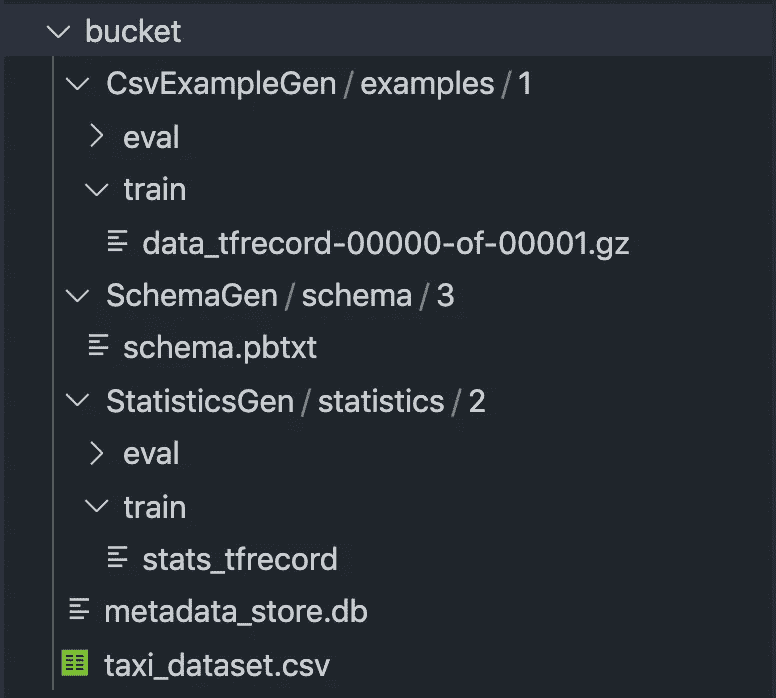 bucket
CsvExampleGen / examples / 1
eval
train
data_tfrecord-00000-of-00001.gz
SchemaGen / schema / 3
schema.pbtxt
StatisticsGen / statistics / 2
eval
train
stats_tfrecord
metadata_store.db
taxi_dataset.csv